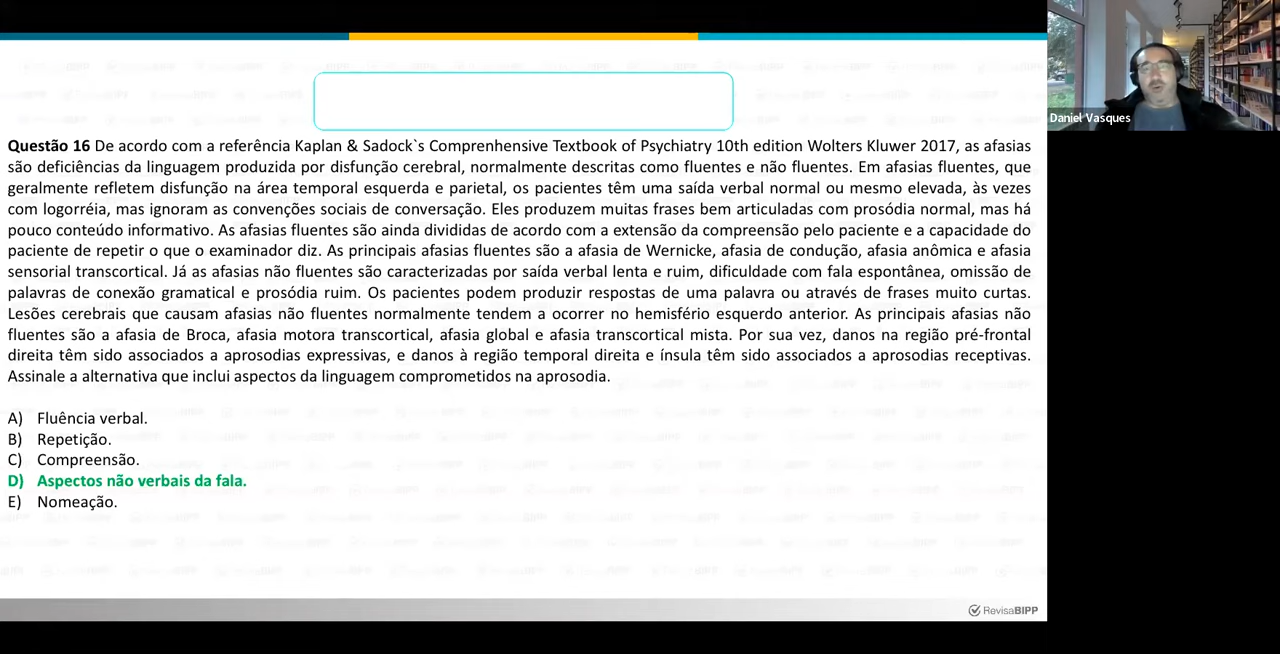 Daniel Vasques
Questão 16 De acordo com a referência Kaplan & Sadock`s Comprenhensive Textbook of Psychiatry 10th edition Wolters Kluwer 2017, as afasias
são deficiências da linguagem produzida por disfunção cerebral, normalmente descritas como fluentes e não fluentes. Em afasias fluentes, que
geralmente refletem disfunção na área temporal esquerda e parietal, os pacientes têm uma saída verbal normal ou mesmo elevada, às vezes
com logorréia, mas ignoram as convenções sociais de conversação. Eles produzem muitas frases bem articuladas com prosódia normal, mas há
pouco conteúdo informativo. As afasias fluentes são ainda divididas de acordo com a extensão da compreensão pelo paciente e a capacidade do
paciente de repetir o que o examinador diz. As principais afasias fluentes são a afasia de Wernicke, afasia de condução, afasia anômica e afasia
sensorial transcortical. Já as afasias não fluentes são caracterizadas por saída verbal lenta e ruim, dificuldade com fala espontânea, omissão de
palavras de conexão gramatical e prosódia ruim. Os pacientes podem produzir respostas de uma palavra ou através de frases muito curtas.
Lesões cerebrais que causam afasias não fluentes normalmente tendem a ocorrer no hemisfério esquerdo anterior. As principais afasias não
fluentes são a afasia de Broca, afasia motora transcortical, afasia global e afasia transcortical mista. Por sua vez, danos na região pré-frontal
direita têm sido associados a aprosodias expressivas, e danos à região temporal direita e ínsula têm sido associados a aprosodias receptivas.
Assinale a alternativa que inclui aspectos da linguagem comprometidos na aprosodia.
A) Fluência verbal.
B) Repetição.
C) Compreensão.
D) Aspectos não verbais da fala.
E) Nomeação.
RevisaBIPP